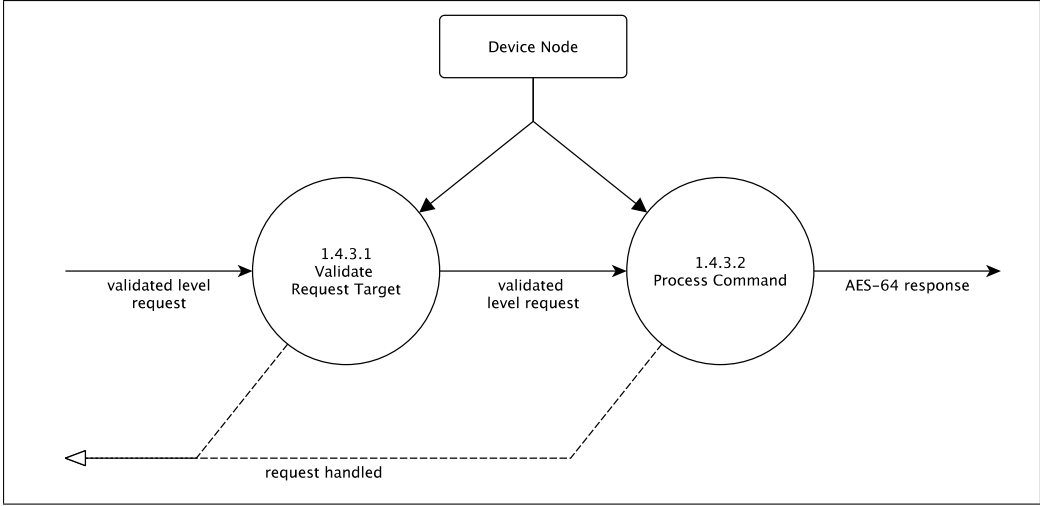 Device Node
1.4.3.1
Validate
Request Target
1.4.3.2
Process Command
validated level
request
validated
level request
AES-64 response
request handled